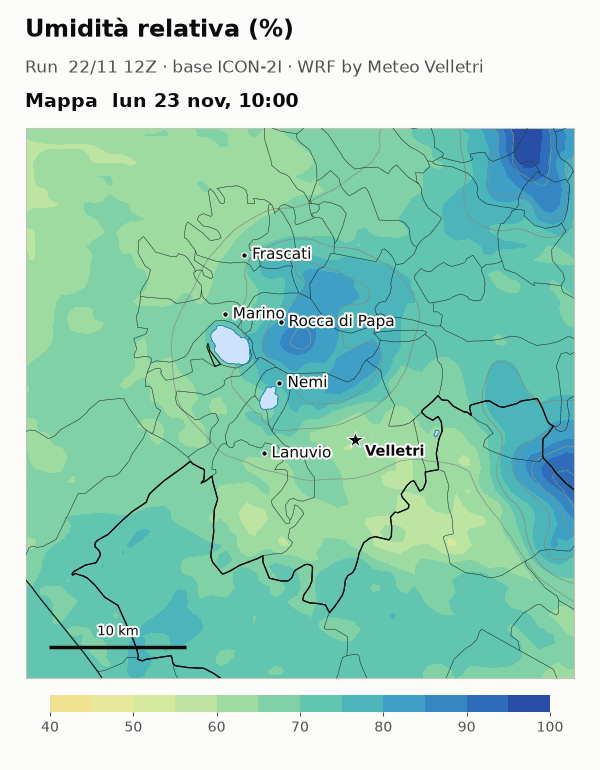 Umidità relativa (%)
Run  22/11 12Z · base ICON-2I · WRF by Meteo Velletri
Mappa  lun 23 nov, 10:00
Frascati
Marino
Rocca di Papa
Nemi
Velletri
Lanuvio
10 km
40 50 60 70 80 90 100